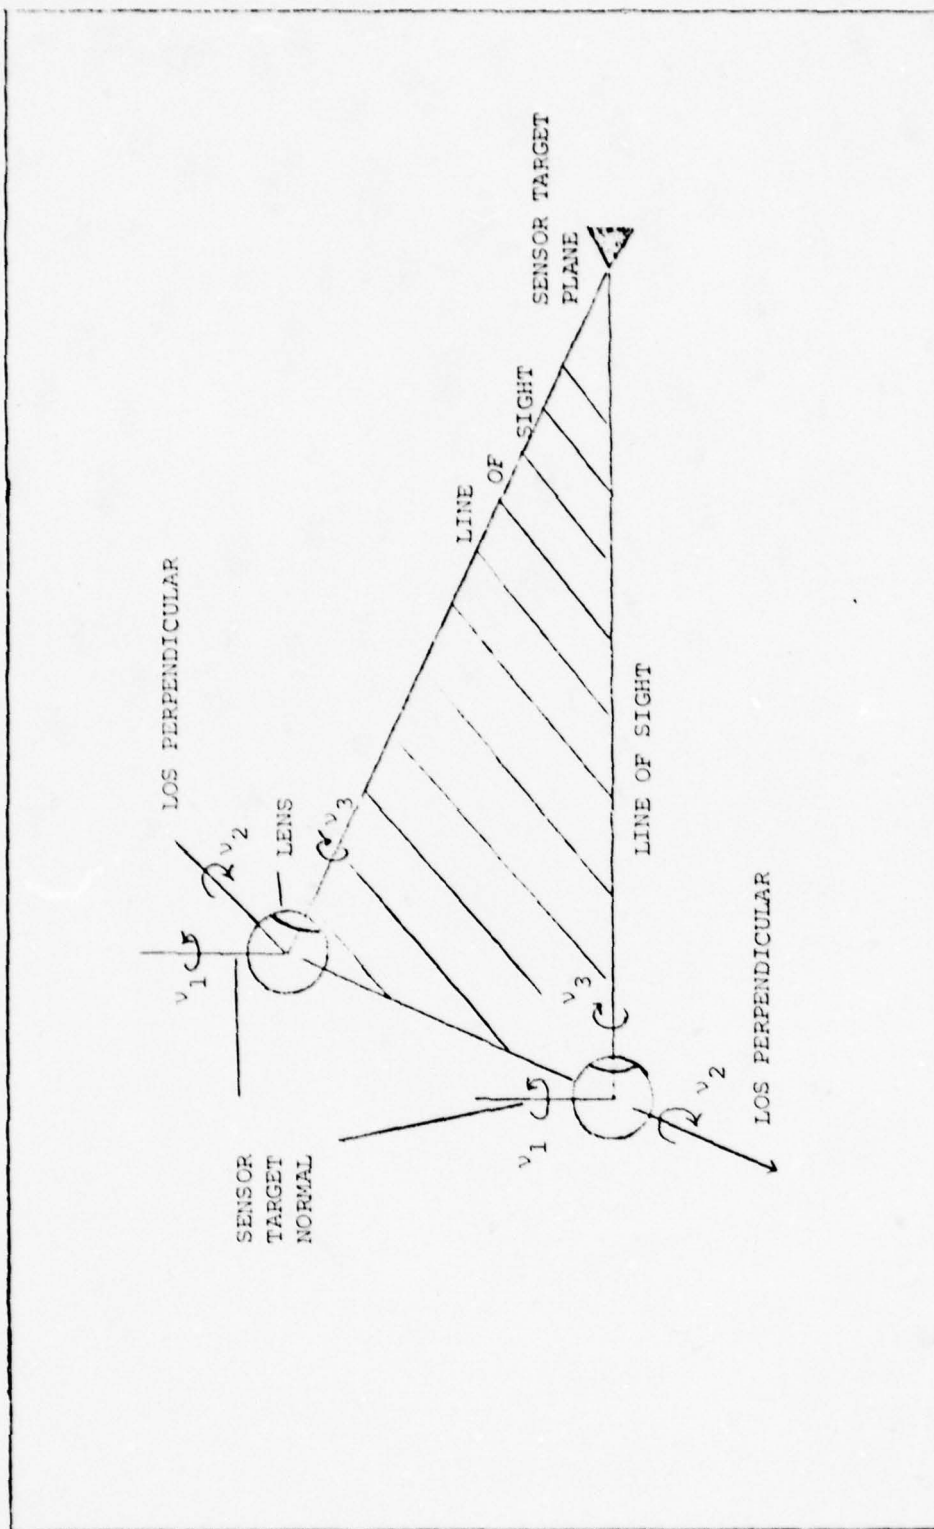 LOS PERPENDICULAR
ν1
ν2
LENS
ν3
LINE OF SIGHT
SENSOR TARGET
PLANE
SENSOR
TARGET
NORMAL
ν1
ν3
LINE OF SIGHT
ν2
LOS PERPENDICULAR